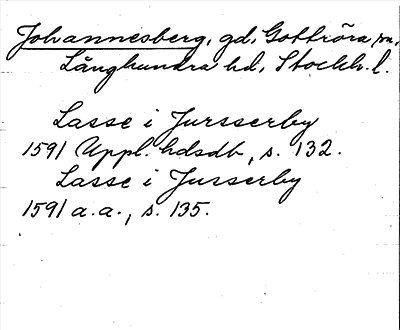 Johannesberg, gd, Gottröra sn,
Långhundra hd, Stockh. l.
Lasse i Jursserby
1591 Uppl. hdsdb, s. 132.
Lasse i Jusserby
1591 a.a., s. 135.